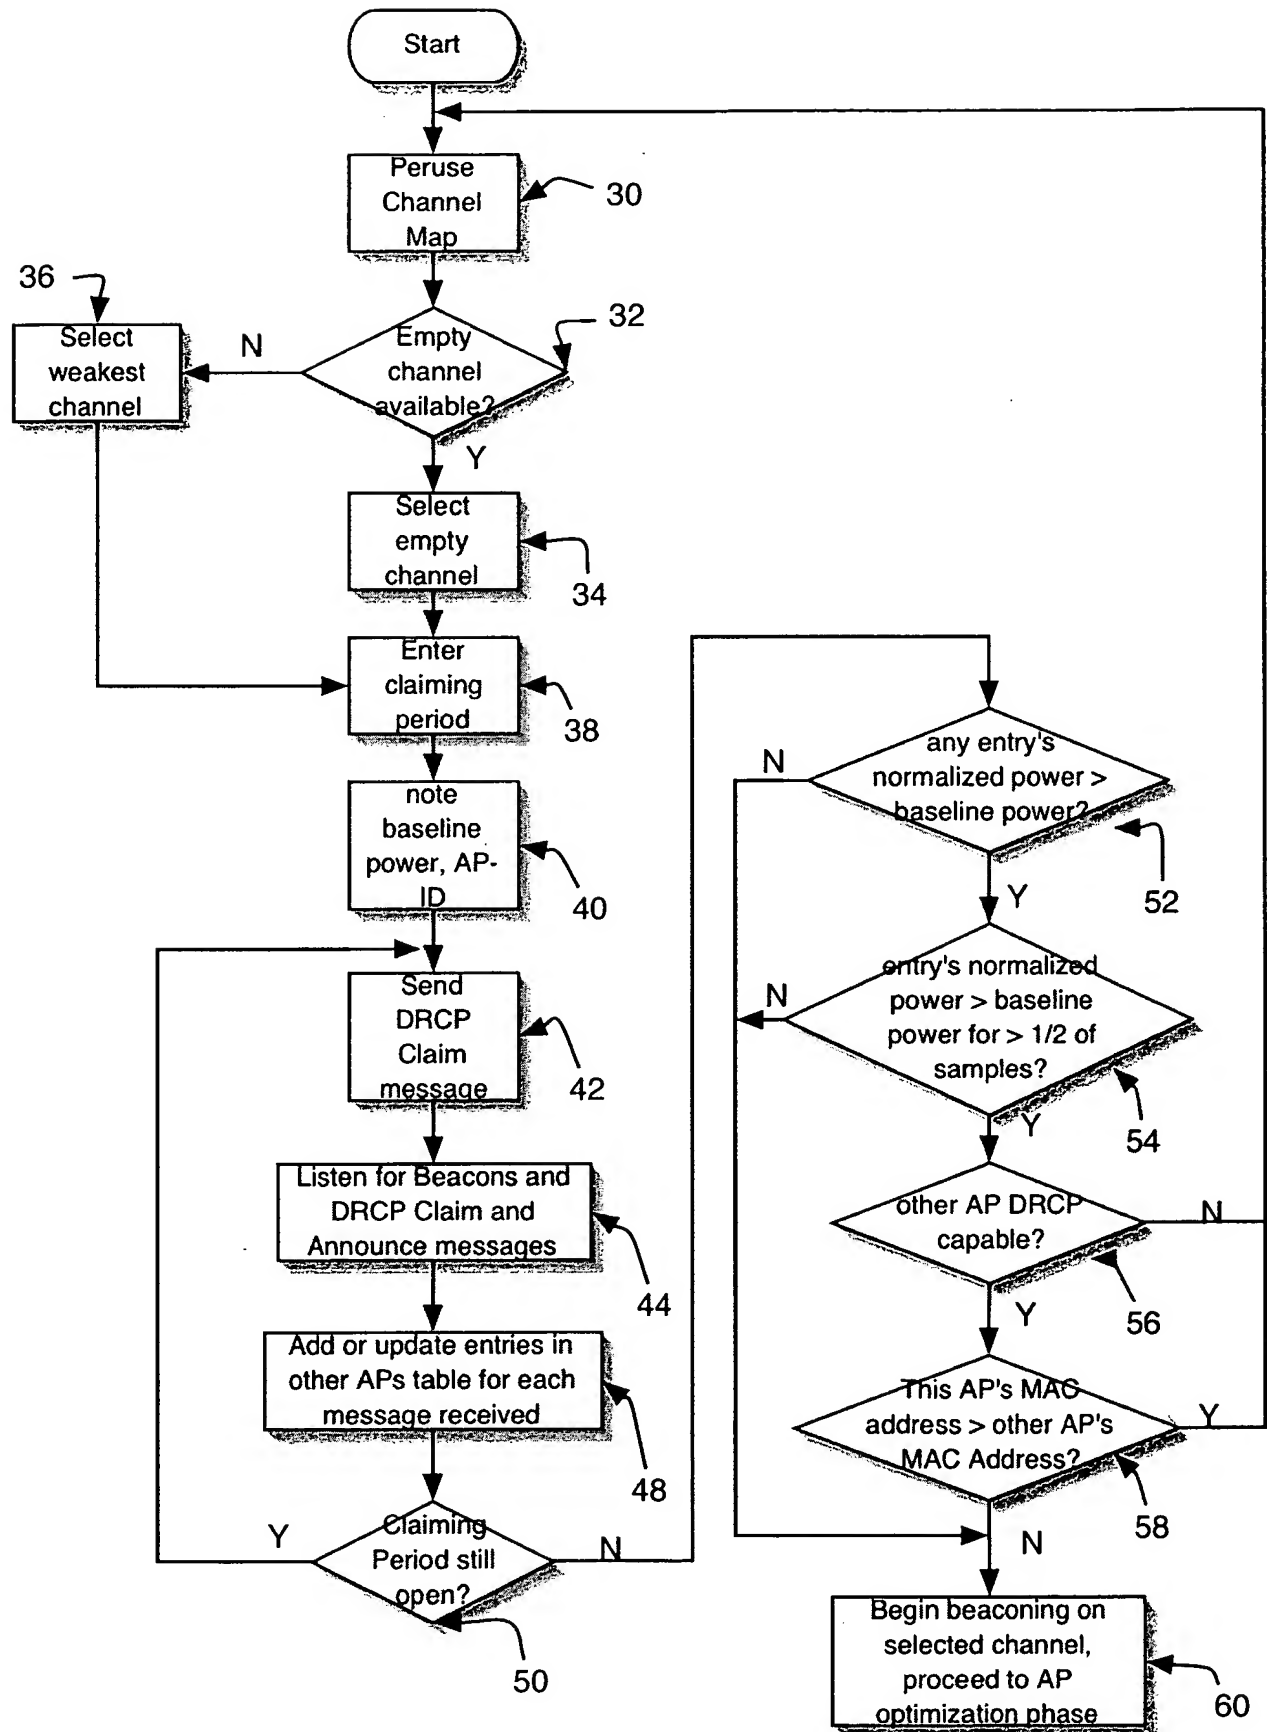 Start
Peruse
Channel
Map
30
36
Select
weakest
channel
N
Empty
channel
available?
32
Y
Select
empty
channel
34
Enter
claiming
period
38
note
baseline
power, AP-
ID
40
Send
DRCP
Claim
message
42
Listen for Beacons and
DRCP Claim and
Announce messages
44
Add or update entries in
other APs table for each
message received
48
Y
Claiming
Period still
open?
N
50
N
any entry's
normalized power >
baseline power?
52
Y
N
entry's normalized
power > baseline
power for > 1/2 of
samples?
54
Y
other AP DRCP
capable?
N
56
Y
This AP's MAC
address > other AP's
MAC Address?
Y
58
N
Begin beaconing on
selected channel,
proceed to AP
optimization phase
60